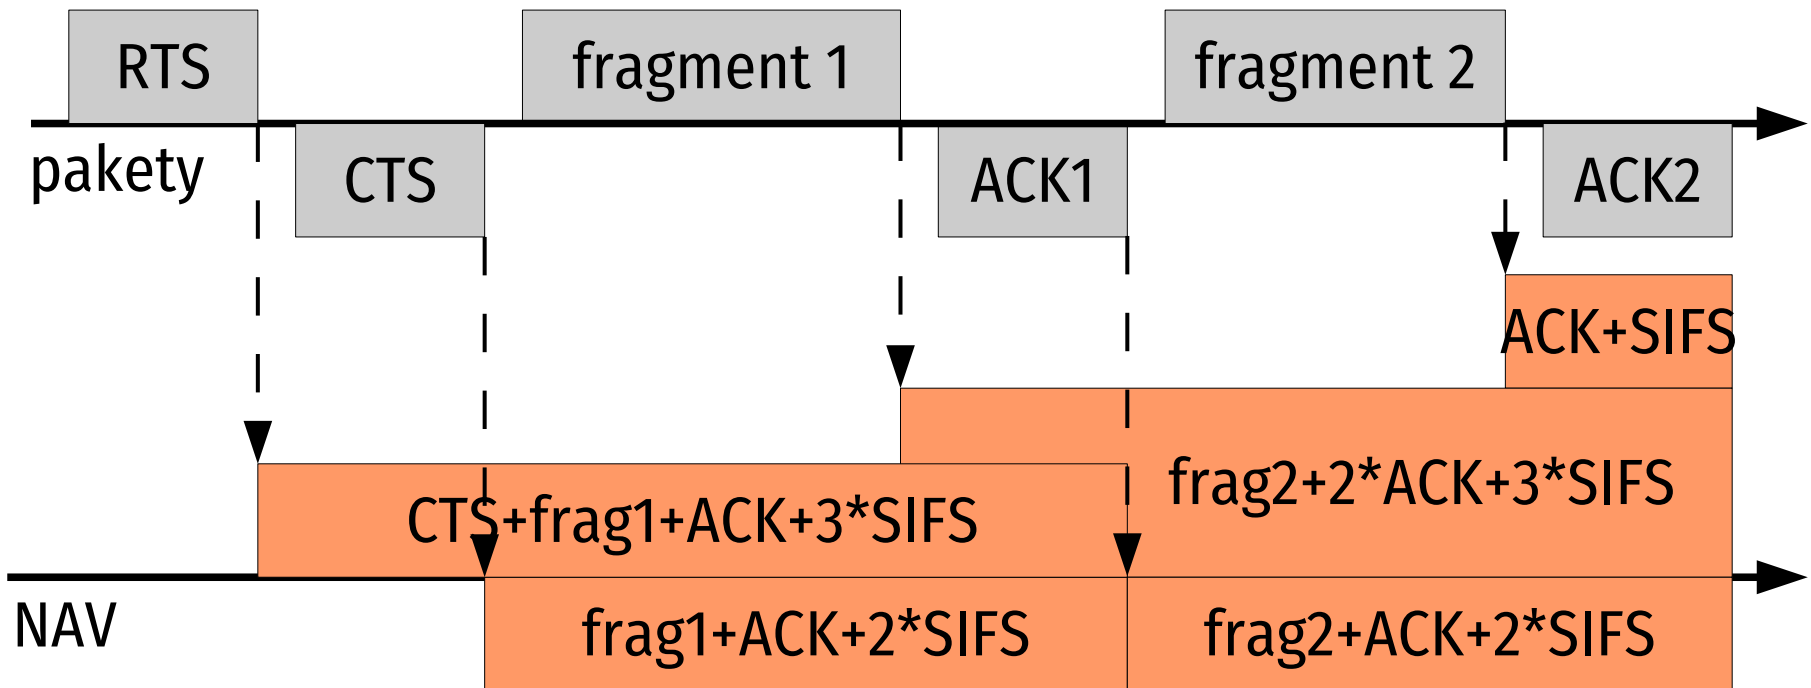 RTS
fragment 1
fragment 2
pakety
CTS
ACK1
ACK2
ACK+SIFS
frag2+2*ACK+3*SIFS
CTS+frag1+ACK+3*SIFS
NAV
frag1+ACK+2*SIFS
frag2+ACK+2*SIFS